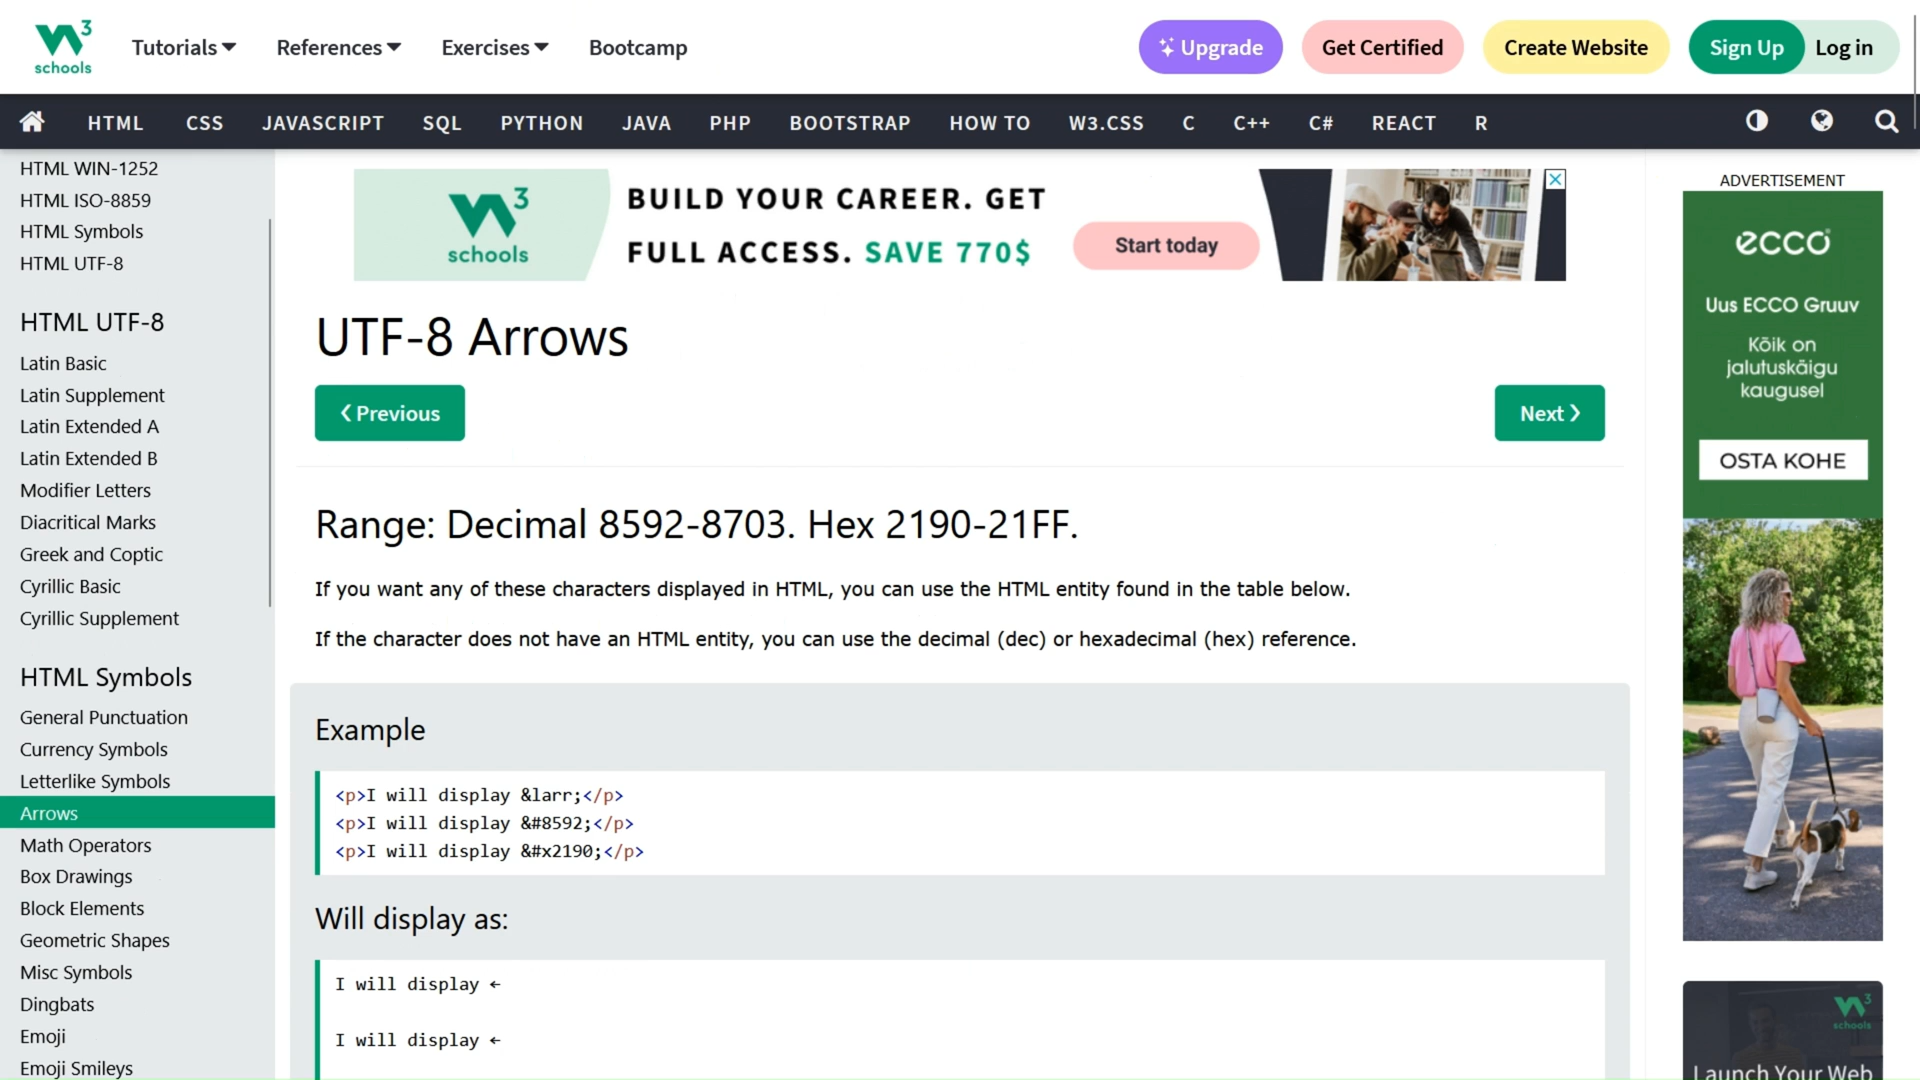 3
schools
Tutorials
References
Exercises
Bootcamp
Upgrade
Get Certified
Create Website
Sign Up
Log in
HTML
CSS
JAVASCRIPT
SQL
PYTHON
JAVA
PHP
BOOTSTRAP
HOW TO
W3.CSS
C
C++
C#
REACT
R
HTML WIN-1252
HTML ISO-8859
HTML Symbols
HTML UTF-8
HTML UTF-8
Latin Basic
Latin Supplement
Latin Extended A
Latin Extended B
Modifier Letters
Diacritical Marks
Greek and Coptic
Cyrillic Basic
Cyrillic Supplement
HTML Symbols
General Punctuation
Currency Symbols
Letterlike Symbols
Arrows
Math Operators
Box Drawings
Block Elements
Geometric Shapes
Misc Symbols
Dingbats
Emoji
Emoji Smileys
3
schools
BUILD YOUR CAREER. GET
FULL ACCESS. SAVE 770$
Start today
UTF-8 Arrows
❮ Previous
Next ❯
Range: Decimal 8592-8703. Hex 2190-21FF.
If you want any of these characters displayed in HTML, you can use the HTML entity found in the table below.
If the character does not have an HTML entity, you can use the decimal (dec) or hexadecimal (hex) reference.
Example
<p>I will display &larr;</p>
<p>I will display &#8592;</p>
<p>I will display &#x2190;</p>
Will display as:
I will display ←
I will display ←
ADVERTISEMENT
ecco
Uus ECCO Gruuv
Kõik on
jalutuskäigu
kaugusel
OSTA KOHE
3
schools
Launch Your Web